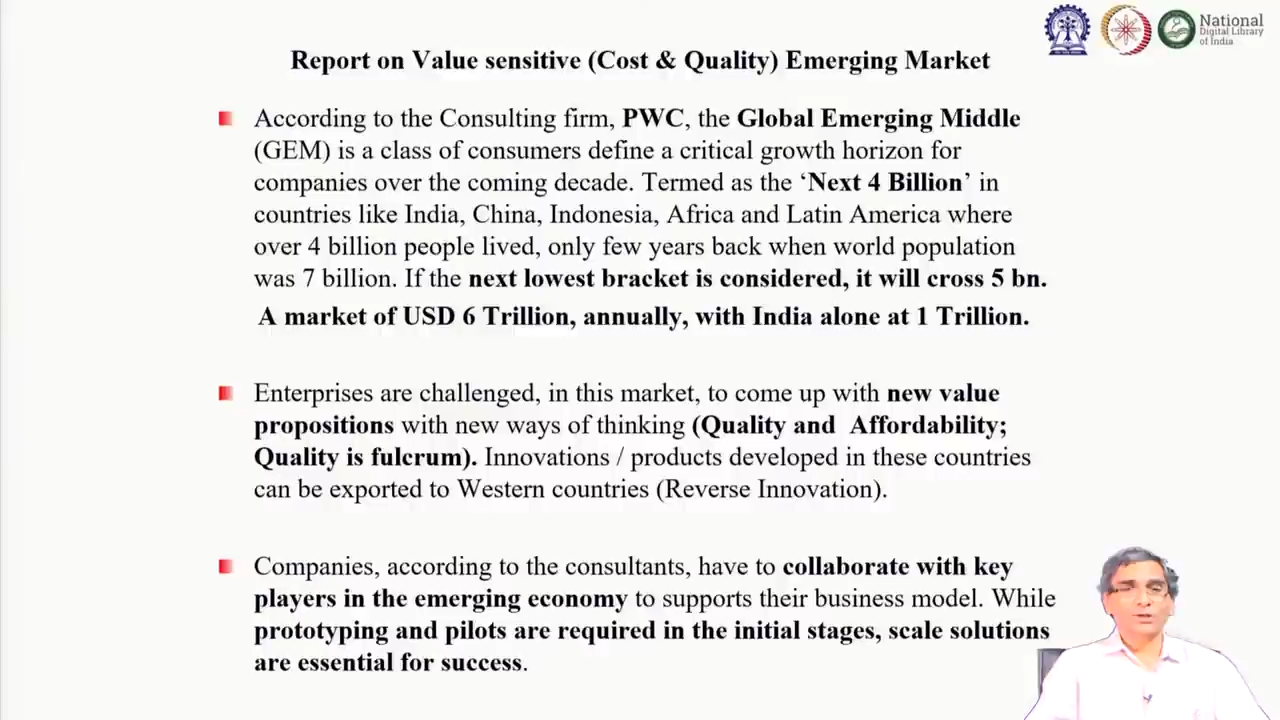 National
Digital Library
of India
Report on Value sensitive (Cost & Quality) Emerging Market
According to the Consulting firm, PWC, the Global Emerging Middle
(GEM) is a class of consumers define a critical growth horizon for
companies over the coming decade. Termed as the ‘Next 4 Billion’ in
countries like India, China, Indonesia, Africa and Latin America where
over 4 billion people lived, only few years back when world population
was 7 billion. If the next lowest bracket is considered, it will cross 5 bn.
A market of USD 6 Trillion, annually, with India alone at 1 Trillion.
Enterprises are challenged, in this market, to come up with new value
propositions with new ways of thinking (Quality and Affordability;
Quality is fulcrum). Innovations / products developed in these countries
can be exported to Western countries (Reverse Innovation).
Companies, according to the consultants, have to collaborate with key
players in the emerging economy to supports their business model. While
prototyping and pilots are required in the initial stages, scale solutions
are essential for success.